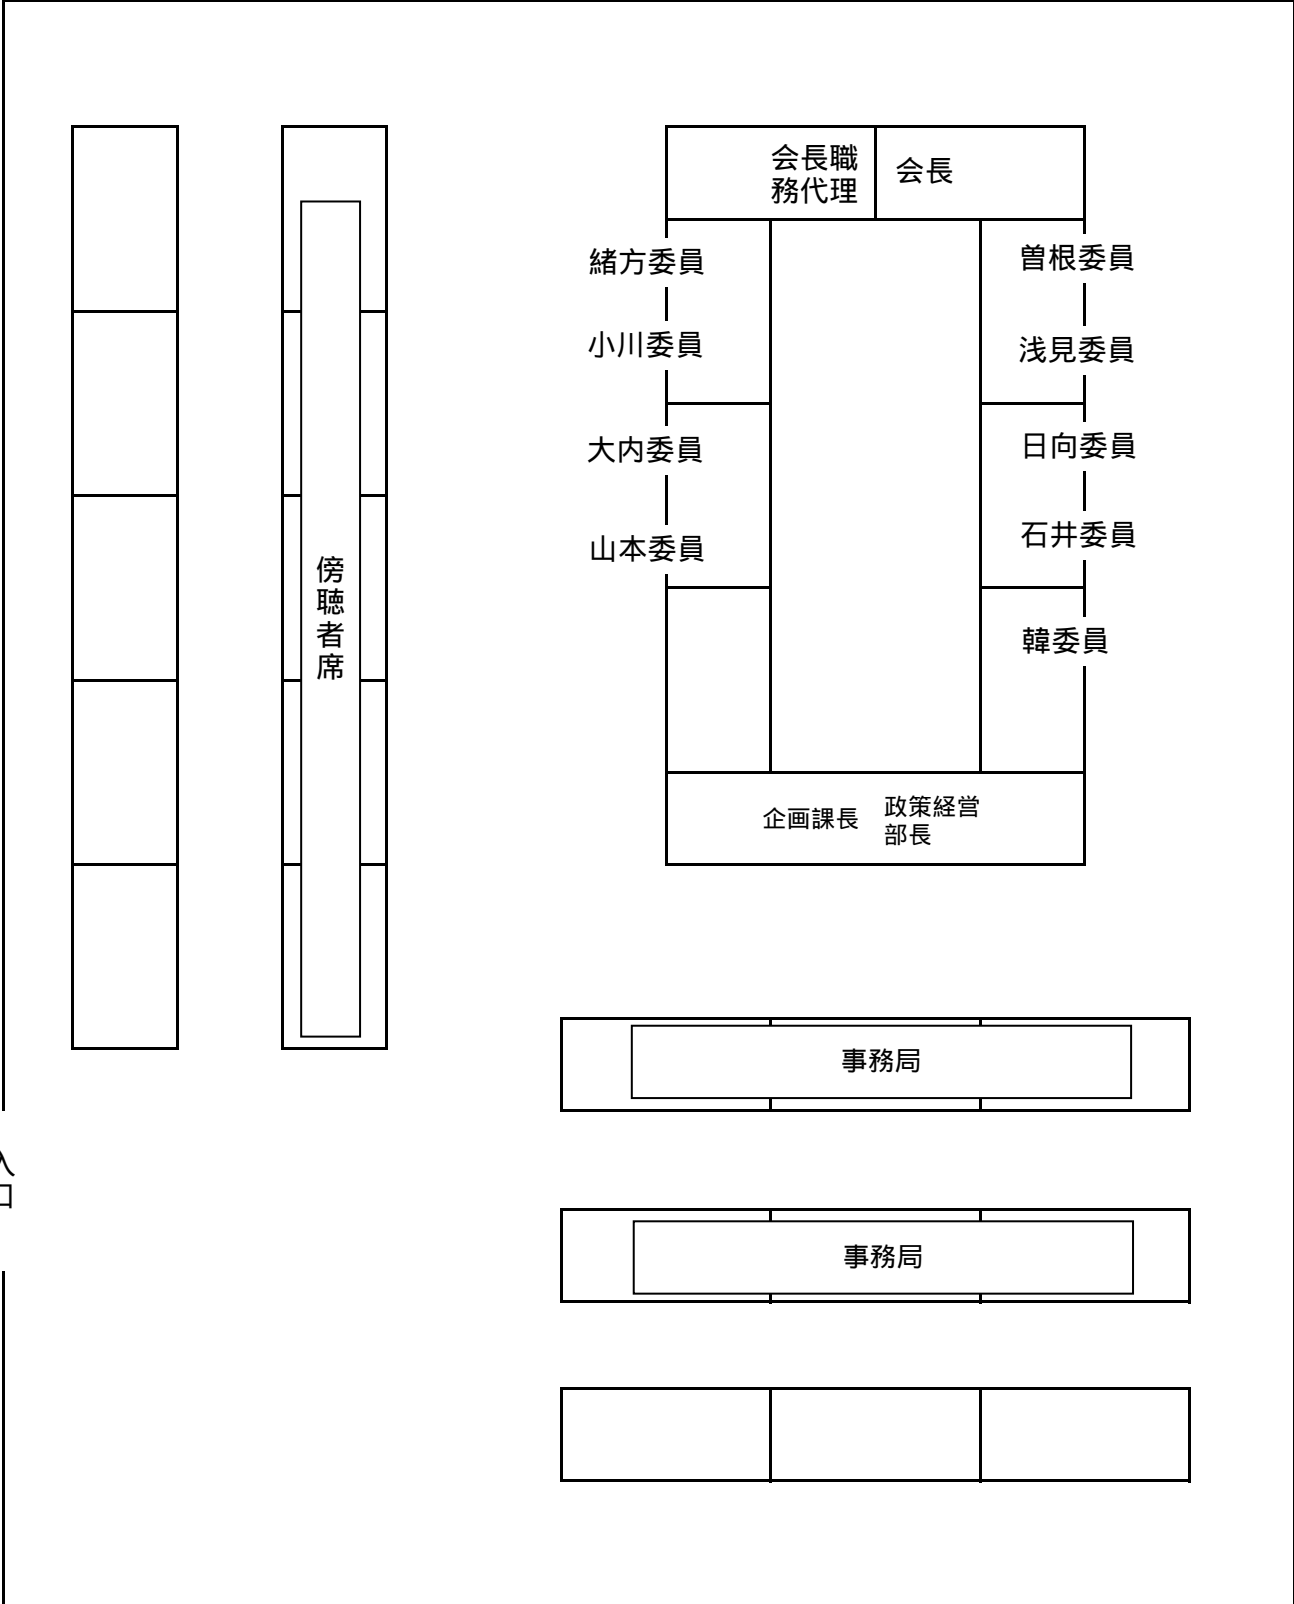 会長職
務代理
会長
緒方委員
曽根委員
小川委員
浅見委員
大内委員
日向委員
山本委員
石井委員
韓委員
傍聴者席
企画課長
政策経営
部長
事務局
入口
事務局